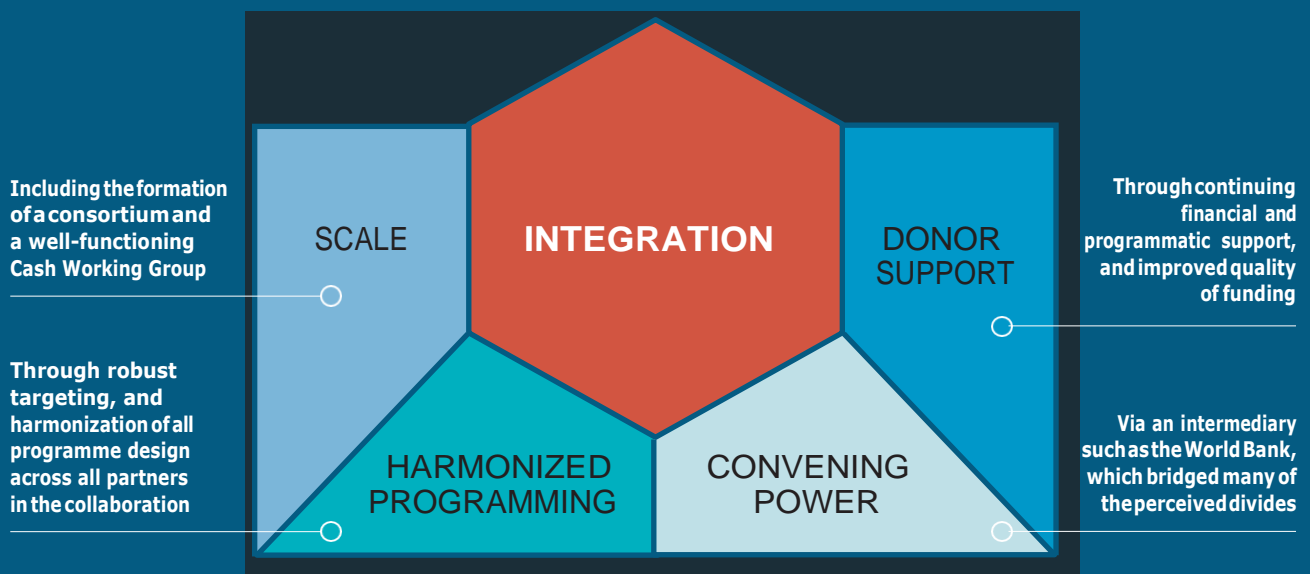 Including the formation
of a consortium and
a well-functioning
Cash Working Group
SCALE
INTEGRATION
DONOR
SUPPORT
Through continuing
financial and
programmatic support,
and improved quality
of funding
Through robust
targeting, and
harmonization of all
programme design
across all partners
in the collaboration
HARMONIZED
PROGRAMMING
CONVENING
POWER
Via an intermediary
such as the World Bank,
which bridged many of
the perceived divides